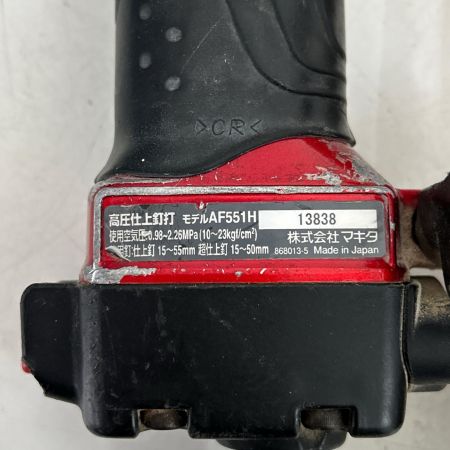 >CR<
高圧仕上釘打 モデルAF551H 13838
使用空気圧 0.98~2.26MPa (10~23kgf/cm²) 株式会社マキタ
用釘:仕上釘 15~55mm 超仕上釘 15~50mm 868013-5 Made in Japan